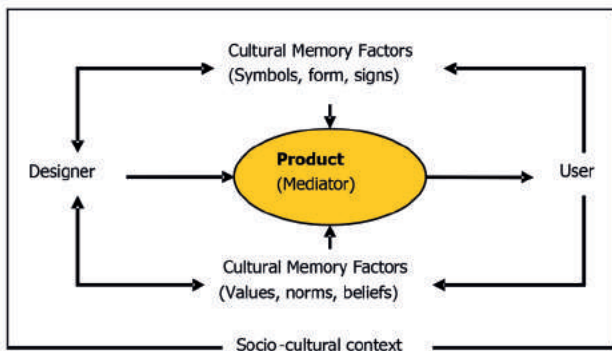 Cultural Memory Factors
(Symbols, form, signs)
Designer
Product
(Mediator)
User
Cultural Memory Factors
(Values, norms, beliefs)
Socio-cultural context